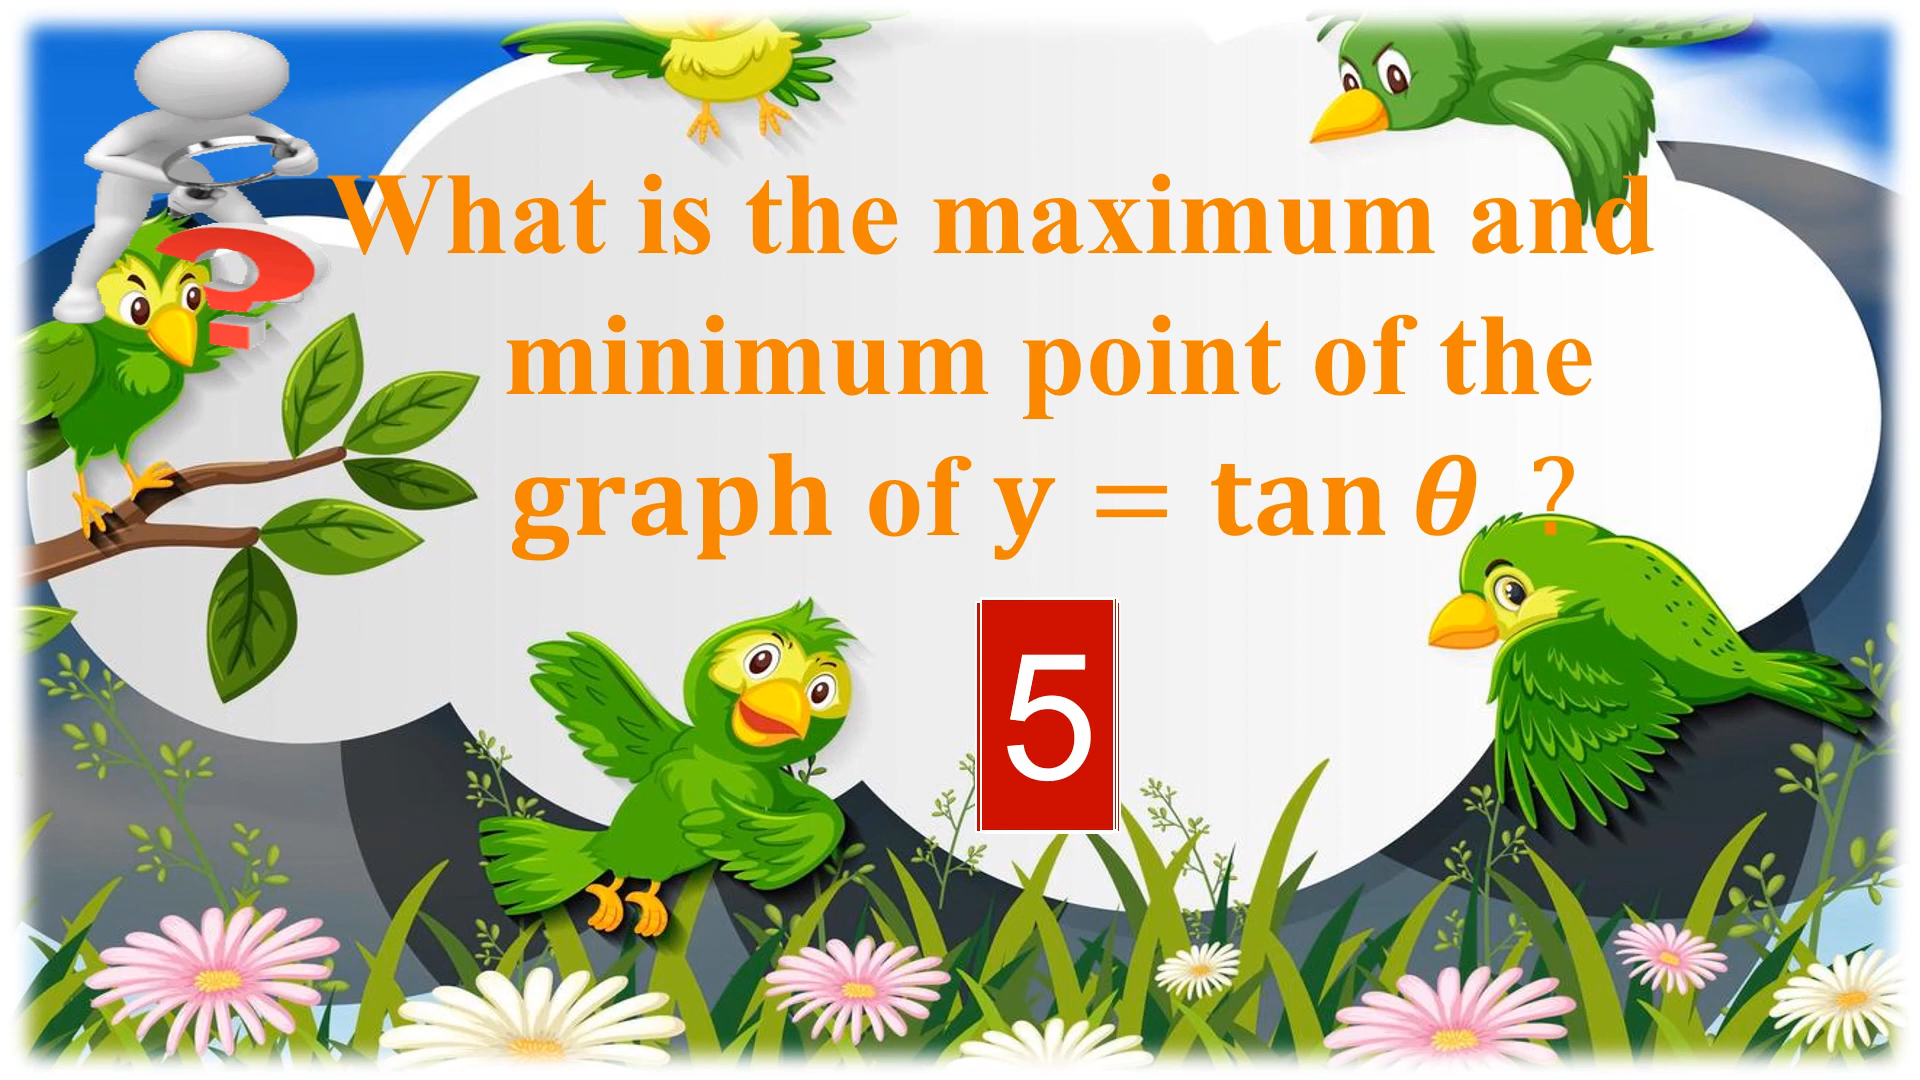 What is the maximum and
minimum point of the
graph of y = tan θ ?
5